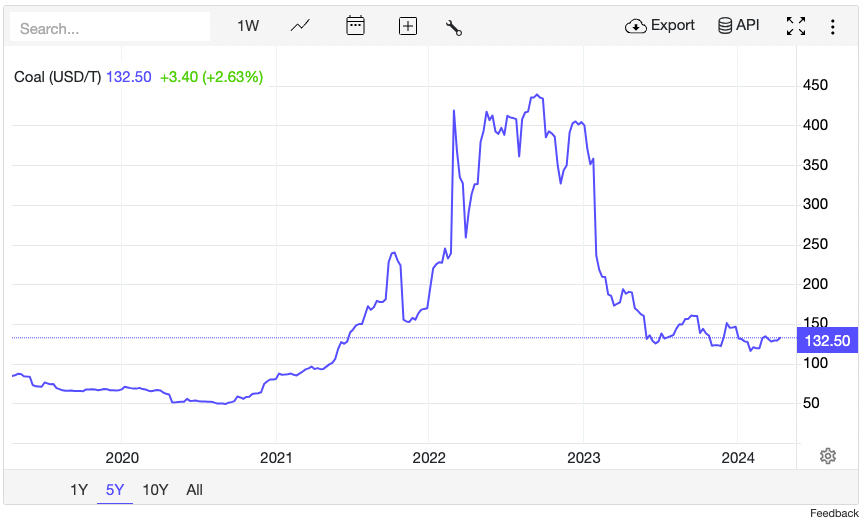 Search... 1W Export API
Coal (USD/T) 132.50 +3.40 (+2.63%)
450
400
350
300
250
200
150
132.50
100
50
2020 2021 2022 2023 2024
1Y 5Y 10Y All
Feedback